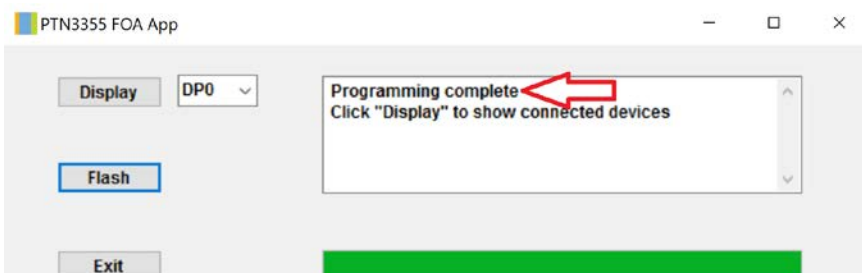 PTN3355 FOA App
Display
DP0
Programming complete
Click "Display" to show connected devices
Flash
Exit